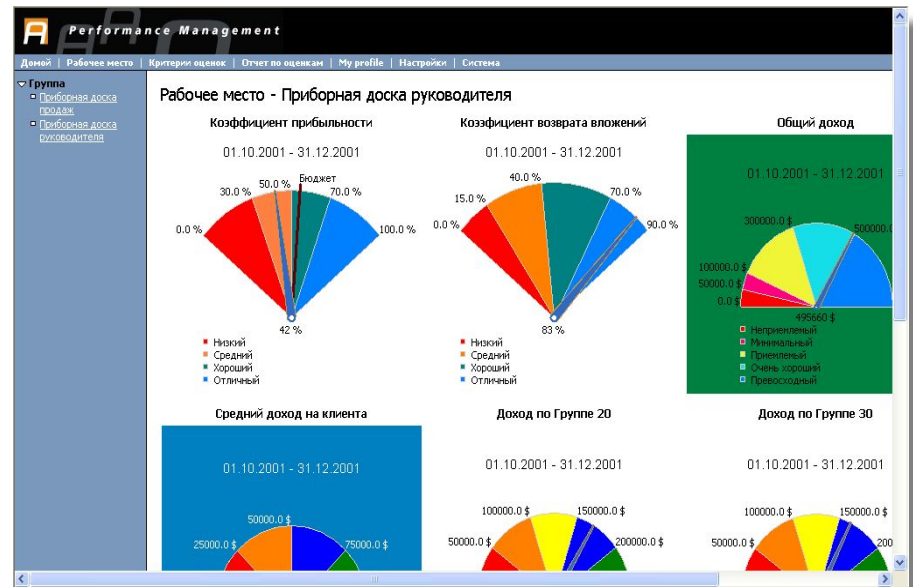 Performance Management
Домой | Рабочее место | Критерии оценок | Отчет по оценкам | My profile | Настройки | Система
Группа
Приборная доска
продаж
Приборная доска
руководителя
Рабочее место - Приборная доска руководителя
Коэффициент прибыльности
01.10.2001 - 31.12.2001
0.0 %
30.0 %
50.0 %
Бюджет
70.0 %
100.0 %
42 %
Низкий
Средний
Хороший
Отличный
Коэффициент возврата вложений
01.10.2001 - 31.12.2001
0.0 %
15.0 %
40.0 %
70.0 %
90.0 %
83 %
Низкий
Средний
Хороший
Отличный
Общий доход
01.10.2001 - 31.12.2001
0.0 $
50000.0 $
100000.0 $
300000.0 $
500000.0
495660 $
Неприемлемый
Минимальный
Приемлемый
Очень хороший
Превосходный
Средний доход на клиента
01.10.2001 - 31.12.2001
25000.0 $
50000.0 $
75000.0 $
Доход по Группе 20
01.10.2001 - 31.12.2001
50000.0 $
100000.0 $
150000.0 $
200000.0 $
Доход по Группе 30
01.10.2001 - 31.12.2001
50000.0 $
100000.0 $
150000.0 $
200